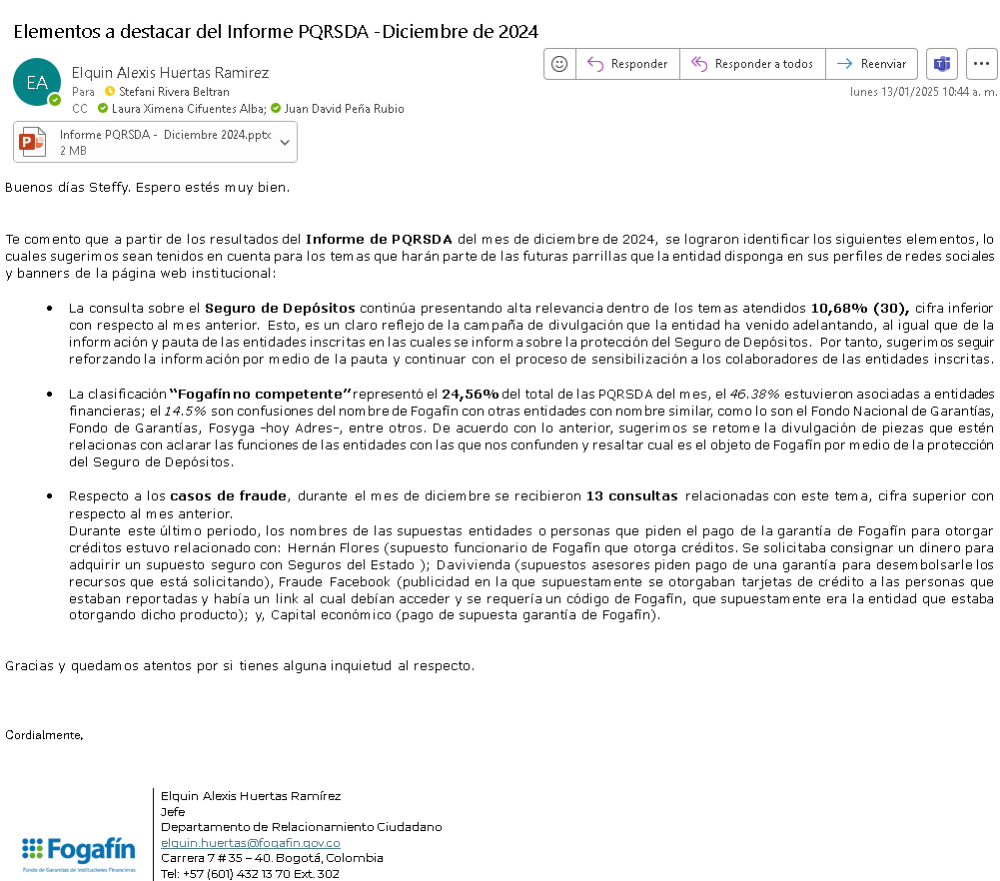 Elementos a destacar del Informe PQRSDA -Diciembre de 2024
EA
Elquin Alexis Huertas Ramirez
Para Stefani Rivera Beltran
CC Laura Ximena Cifuentes Alba; Juan David Peña Rubio
Responder
Responder a todos
Reenviar
lunes 13/01/2025 10:44 a. m.
Informe PQRSDA - Diciembre 2024.pptx
2 MB
Buenos días Steffy. Espero estés muy bien.
Te comento que a partir de los resultados del Informe de PQRSDA del mes de diciembre de 2024, se lograron identificar los siguientes elementos, lo
cuales sugerimos sean tenidos en cuenta para los temas que harán parte de las futuras parrillas que la entidad disponga en sus perfiles de redes sociales
y banners de la página web institucional:
• La consulta sobre el Seguro de Depósitos continúa presentando alta relevancia dentro de los temas atendidos 10,68% (30), cifra inferior
con respecto al mes anterior. Esto, es un claro reflejo de la campaña de divulgación que la entidad ha venido adelantando, al igual que de la
información y pauta de las entidades inscritas en las cuales se informa sobre la protección del Seguro de Depósitos. Por tanto, sugerimos seguir
reforzando la información por medio de la pauta y continuar con el proceso de sensibilización a los colaboradores de las entidades inscritas.
• La clasificación "Fogafín no competente" representó el 24,56% del total de las PQRSDA del mes, el 46.38% estuvieron asociadas a entidades
financieras; el 14.5% son confusiones del nombre de Fogafín con otras entidades con nombre similar, como lo son el Fondo Nacional de Garantías,
Fondo de Garantías, Fosyga -hoy Adres-, entre otros. De acuerdo con lo anterior, sugerimos se retome la divulgación de piezas que estén
relacionas con aclarar las funciones de las entidades con las que nos confunden y resaltar cual es el objeto de Fogafín por medio de la protección
del Seguro de Depósitos.
• Respecto a los casos de fraude, durante el mes de diciembre se recibieron 13 consultas relacionadas con este tema, cifra superior con
respecto al mes anterior.
Durante este último periodo, los nombres de las supuestas entidades o personas que piden el pago de la garantía de Fogafín para otorgar
créditos estuvo relacionado con: Hernán Flores (supuesto funcionario de Fogafín que otorga créditos. Se solicitaba consignar un dinero para
adquirir un supuesto seguro con Seguros del Estado ); Davivienda (supuestos asesores piden pago de una garantía para desembolsarle los
recursos que está solicitando), Fraude Facebook (publicidad en la que supuestamente se otorgaban tarjetas de crédito a las personas que
estaban reportadas y había un link al cual debían acceder y se requería un código de Fogafín, que supuestamente era la entidad que estaba
otorgando dicho producto); y, Capital económico (pago de supuesta garantía de Fogafín).
Gracias y quedamos atentos por si tienes alguna inquietud al respecto.
Cordialmente,
Elquin Alexis Huertas Ramírez
Jefe
Departamento de Relacionamiento Ciudadano
elquin.huertas@fogafin.gov.co
Carrera 7 # 35 – 40. Bogotá, Colombia
Tel: +57 (601) 432 13 70 Ext. 302
Fogafín
Fondo de Garantías de Instituciones Financieras